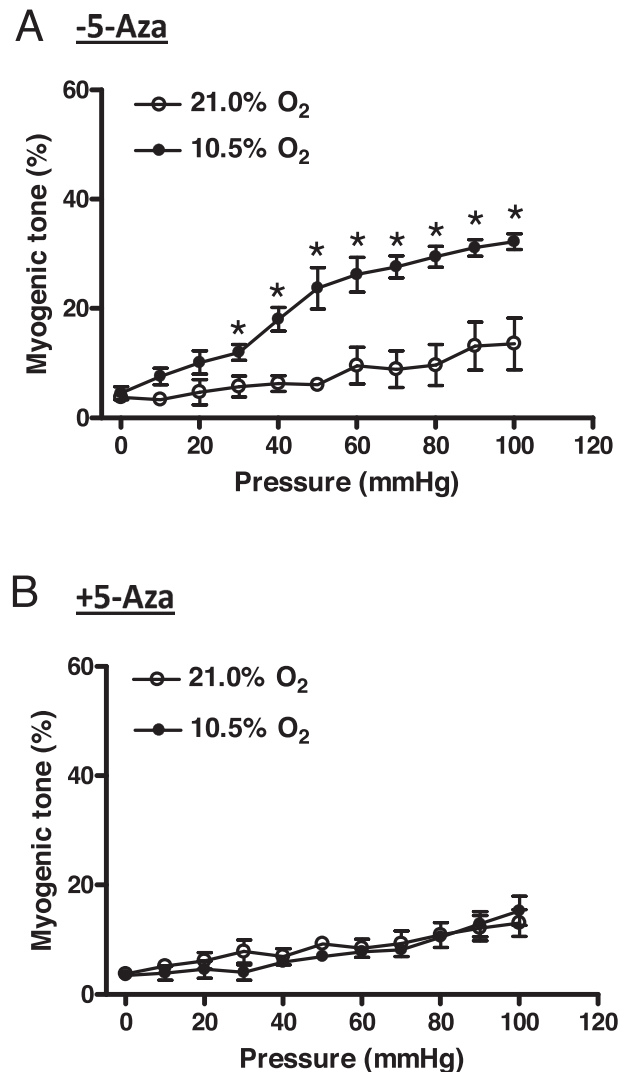 A -5-Aza
60
40
20
0
Myogenic tone (%)
21.0% O₂
10.5% O₂
* * * * * * * *
0 20 40 60 80 100 120
Pressure (mmHg)
B +5-Aza
60
40
20
0
Myogenic tone (%)
21.0% O₂
10.5% O₂
0 20 40 60 80 100 120
Pressure (mmHg)